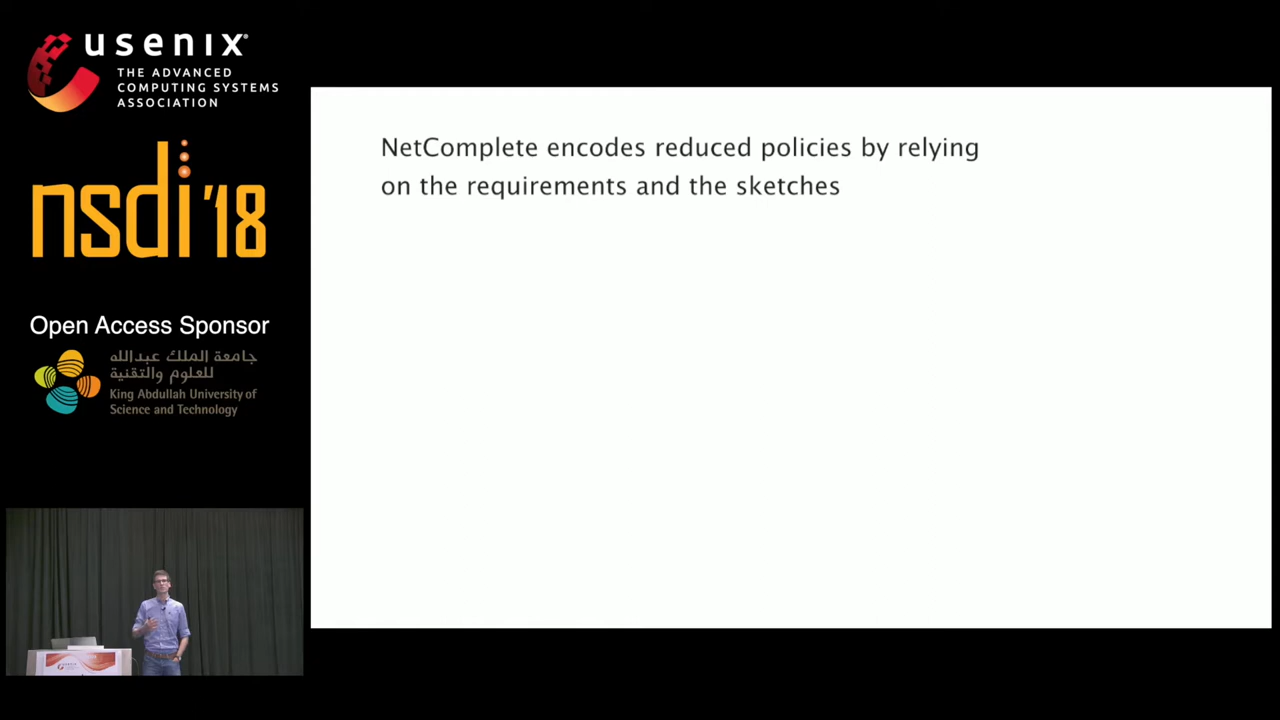 usenix
THE ADVANCED
COMPUTING SYSTEMS
ASSOCIATION
nsdi '18
Open Access Sponsor
جامعة الملك عبدالله
للعلوم والتقنية
King Abdullah University of
Science and Technology
NetComplete encodes reduced policies by relying
on the requirements and the sketches
usenix